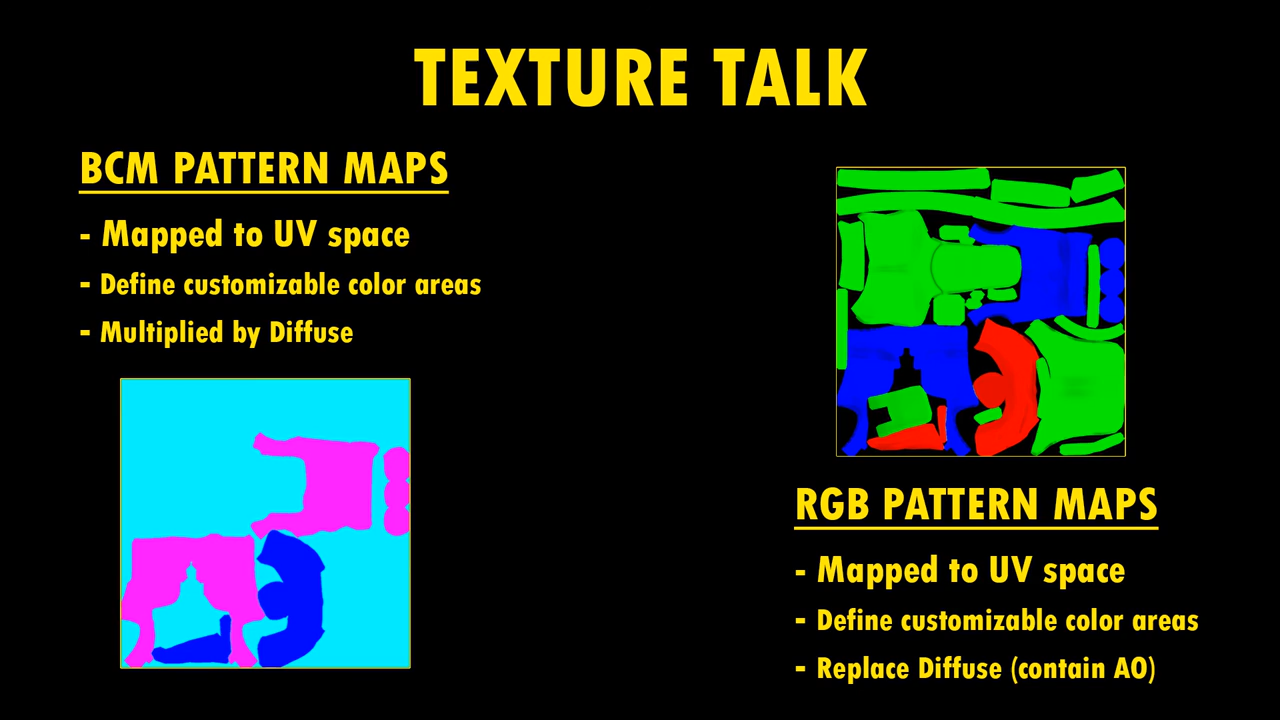 TEXTURE TALK
BCM PATTERN MAPS
- Mapped to UV space
- Define customizable color areas
- Multiplied by Diffuse
RGB PATTERN MAPS
- Mapped to UV space
- Define customizable color areas
- Replace Diffuse (contain AO)